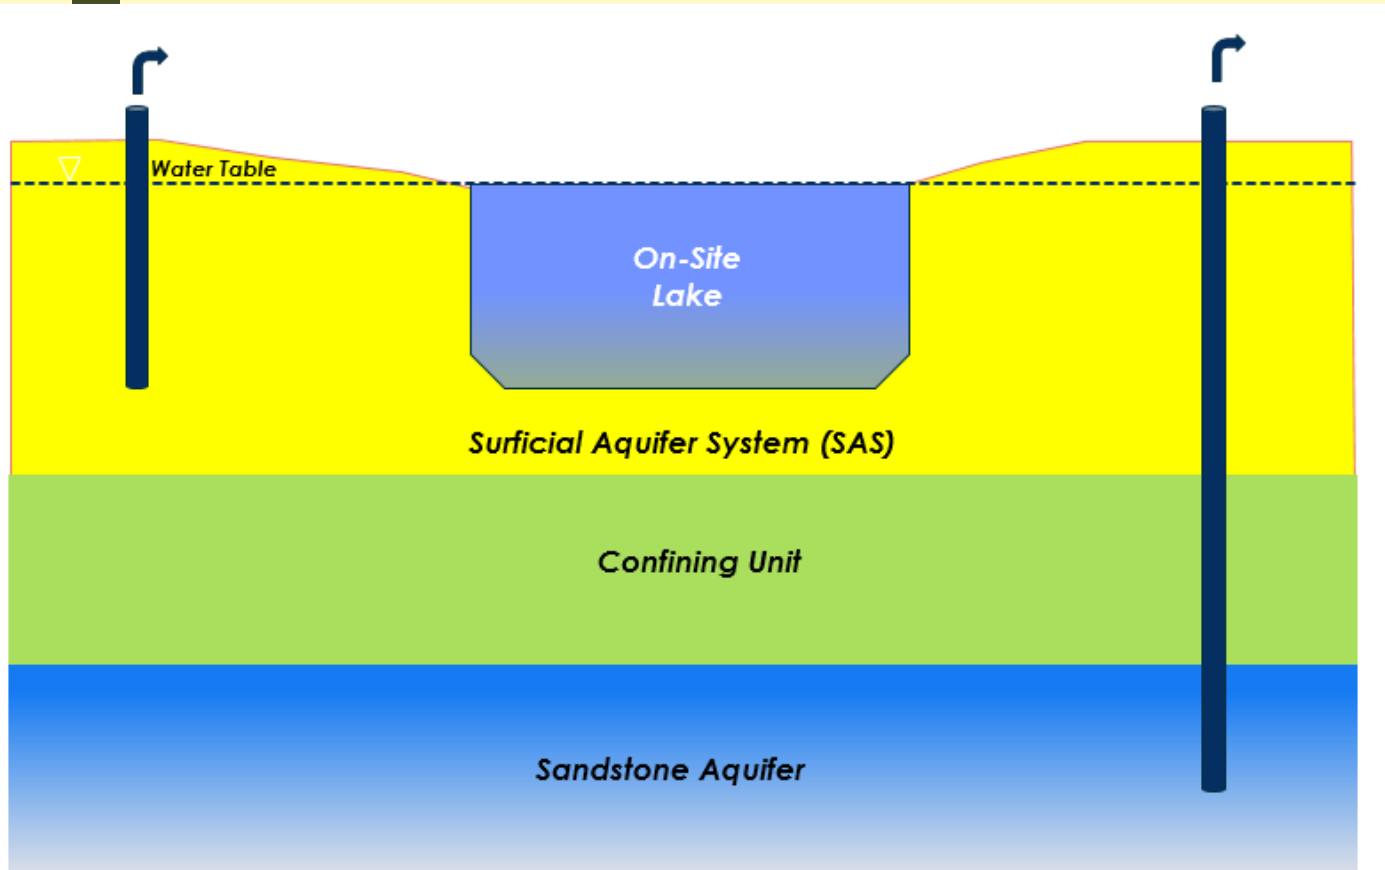 Water Table
On-Site
Lake
Surficial Aquifer System (SAS)
Confining Unit
Sandstone Aquifer